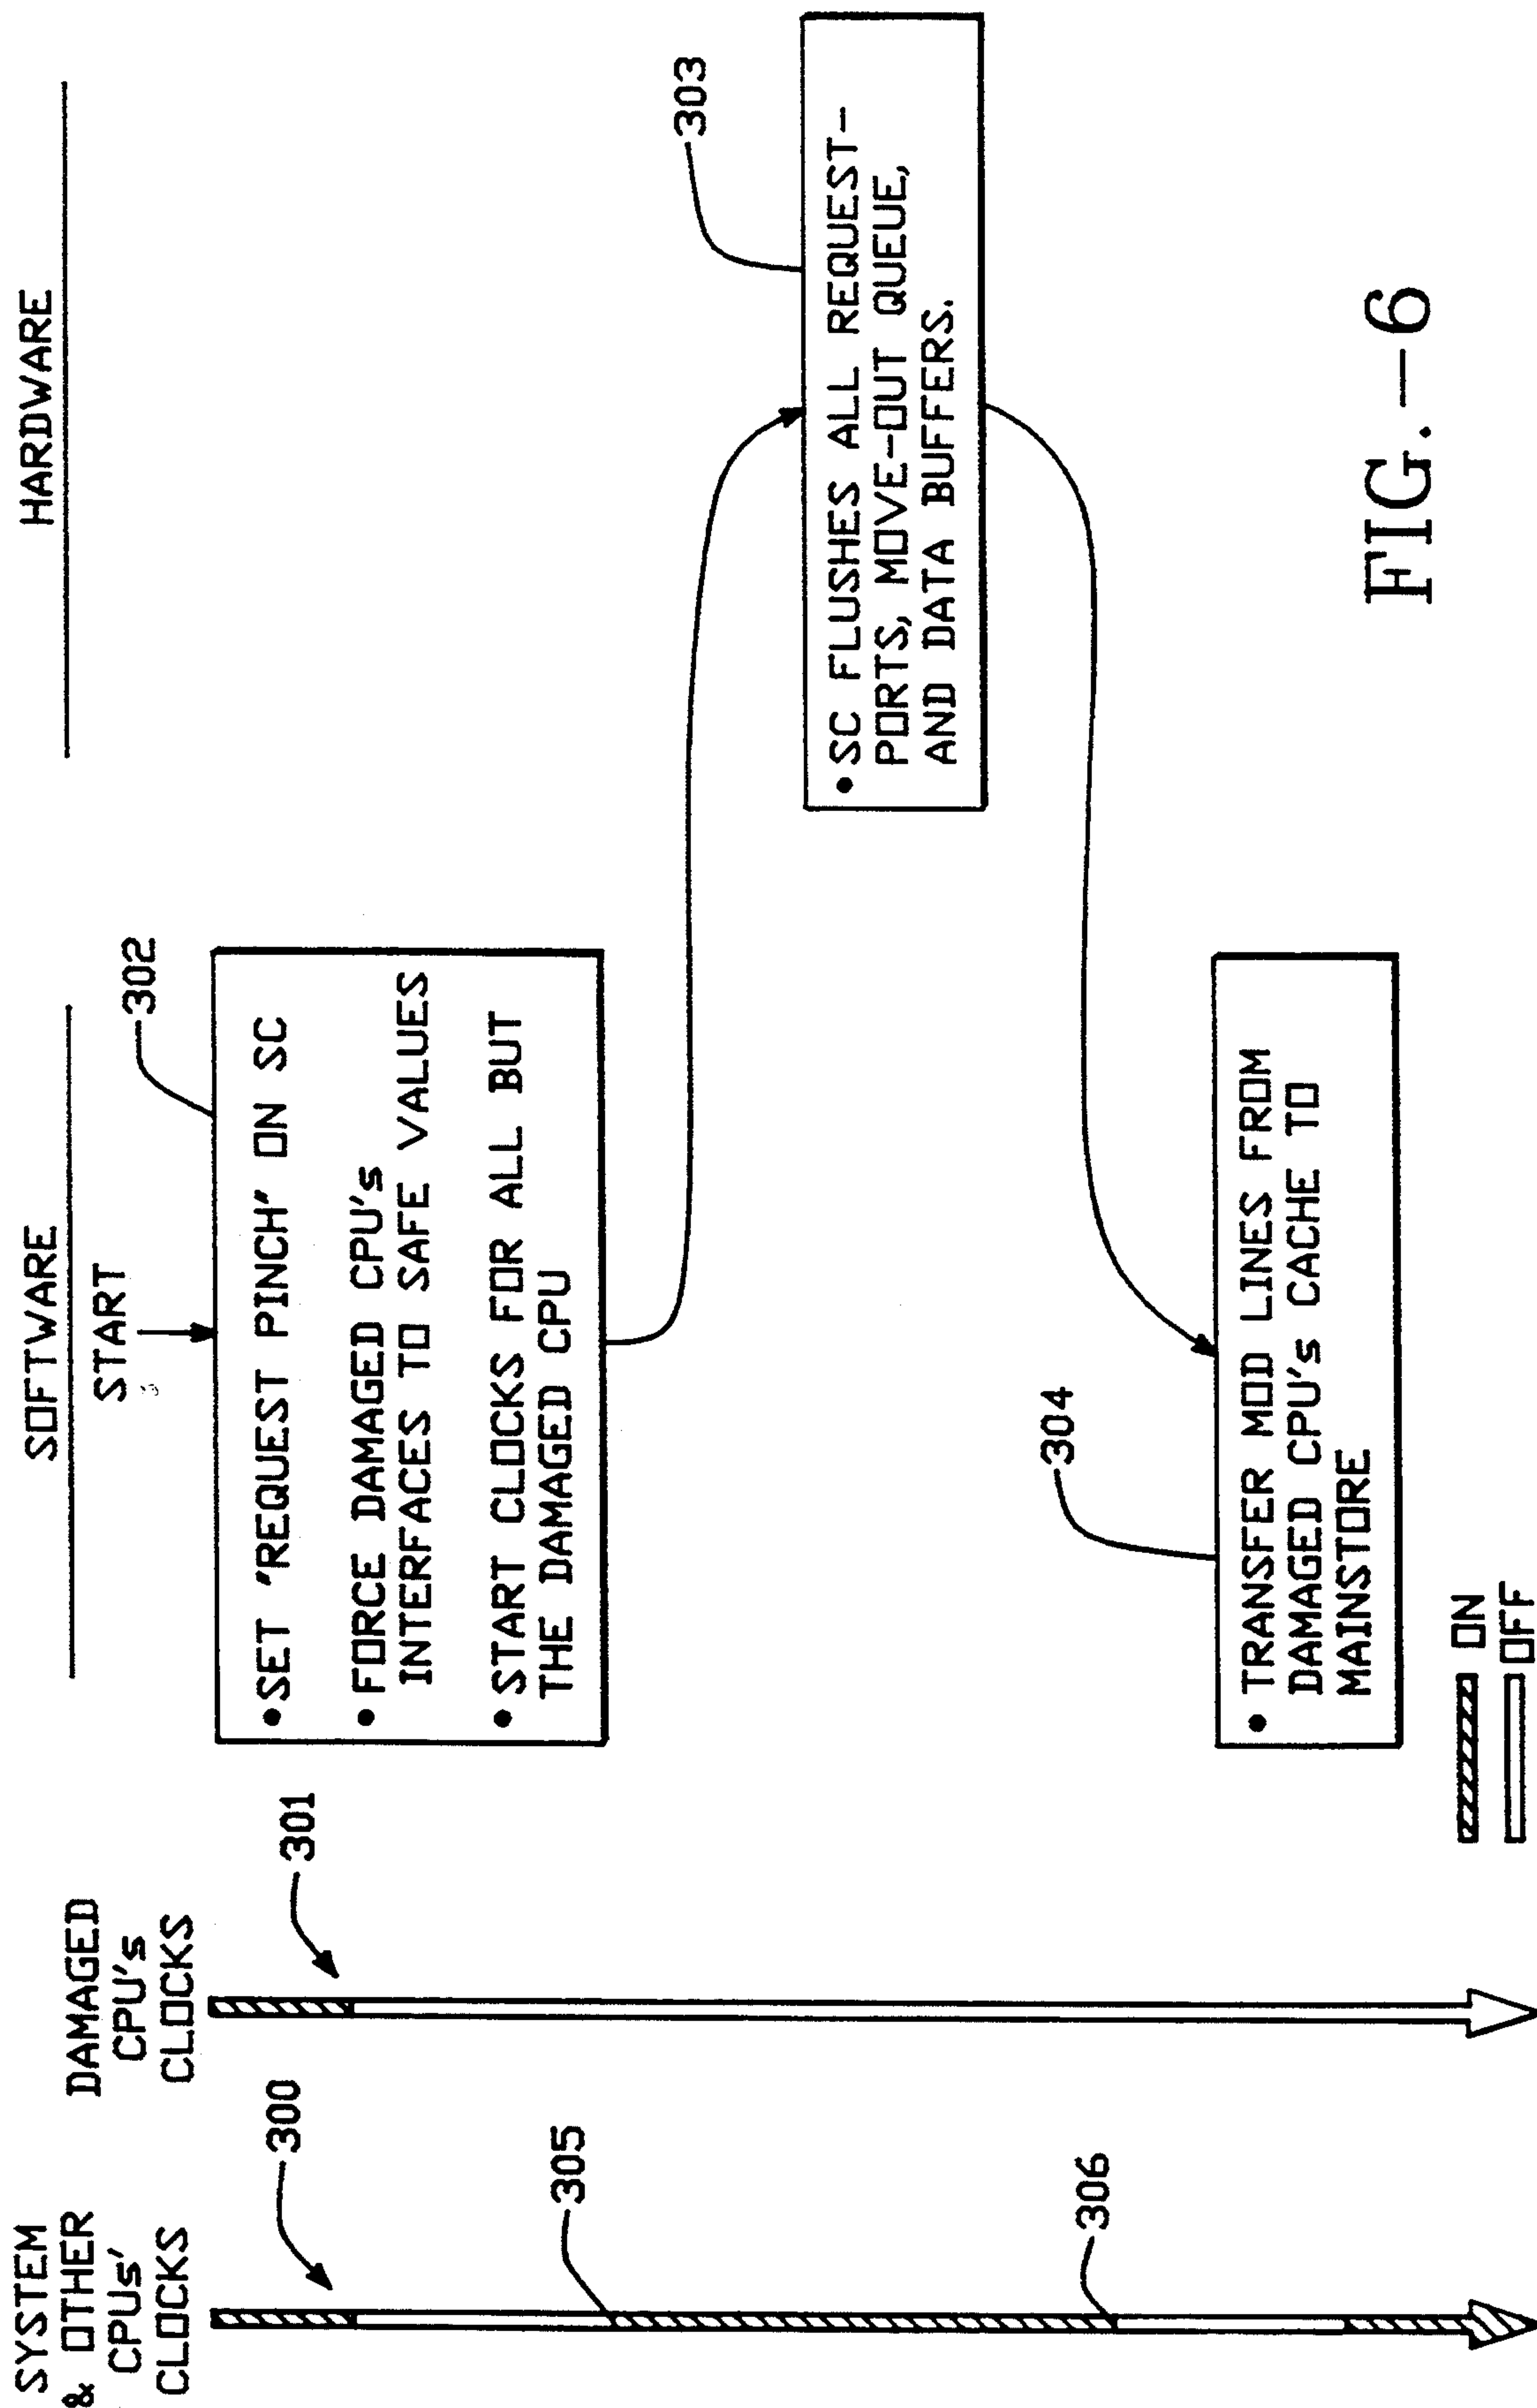 SYSTEM
& OTHER
CPUs'
CLOCKS
DAMAGED
CPU's
CLOCKS
SOFTWARE
HARDWARE
START
300
301
302
• SET 'REQUEST PINCH' ON SC
• FORCE DAMAGED CPU's
INTERFACES TO SAFE VALUES
• START CLOCKS FOR ALL BUT
THE DAMAGED CPU
305
303
• SC FLUSHES ALL REQUEST-
PORTS, MOVE-OUT QUEUE,
AND DATA BUFFERS.
306
304
• TRANSFER MOD LINES FROM
DAMAGED CPU's CACHE TO
MAINSTORE
ON
OFF
FIG.-6